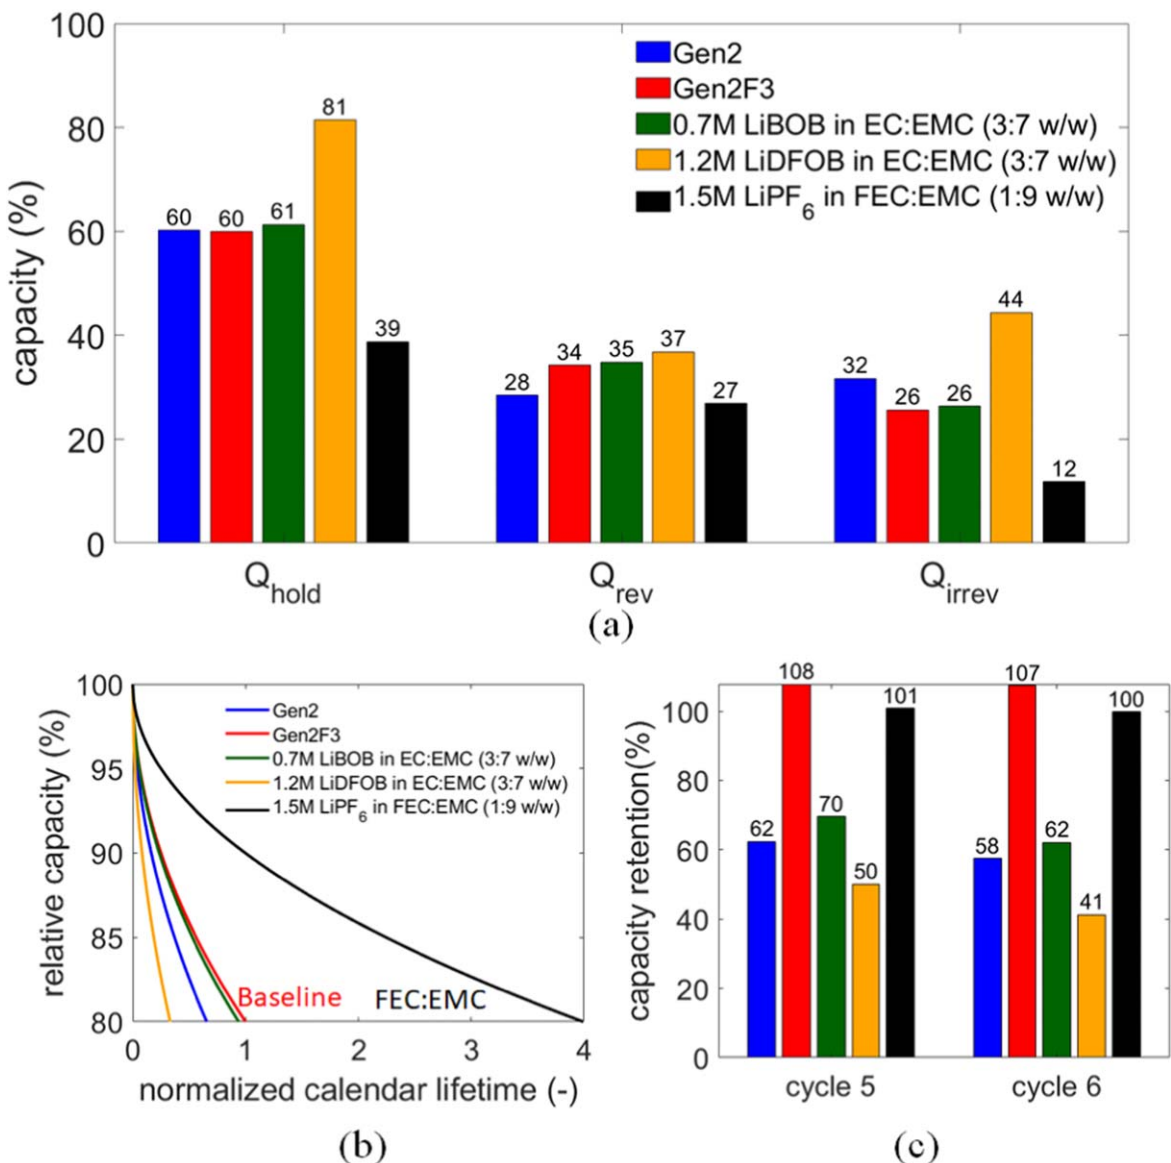 100
80
60
40
20
0
capacity (%)
Gen2
Gen2F3
0.7M LiBOB in EC:EMC (3:7 w/w)
1.2M LiDFOB in EC:EMC (3:7 w/w)
1.5M LiPF6 in FEC:EMC (1:9 w/w)
60 60 61 81 39
28 34 35 37 27
32 26 26 44 12
Qhold Qrev Qirrev
(a)
100
95
90
85
80
relative capacity (%)
Gen2
Gen2F3
0.7M LiBOB in EC:EMC (3:7 w/w)
1.2M LiDFOB in EC:EMC (3:7 w/w)
1.5M LiPF6 in FEC:EMC (1:9 w/w)
Baseline FEC:EMC
0 1 2 3 4
normalized calendar lifetime (-)
(b)
100
80
60
40
20
0
capacity retention(%)
62 108 70 50 101
58 107 62 41 100
cycle 5 cycle 6
(c)